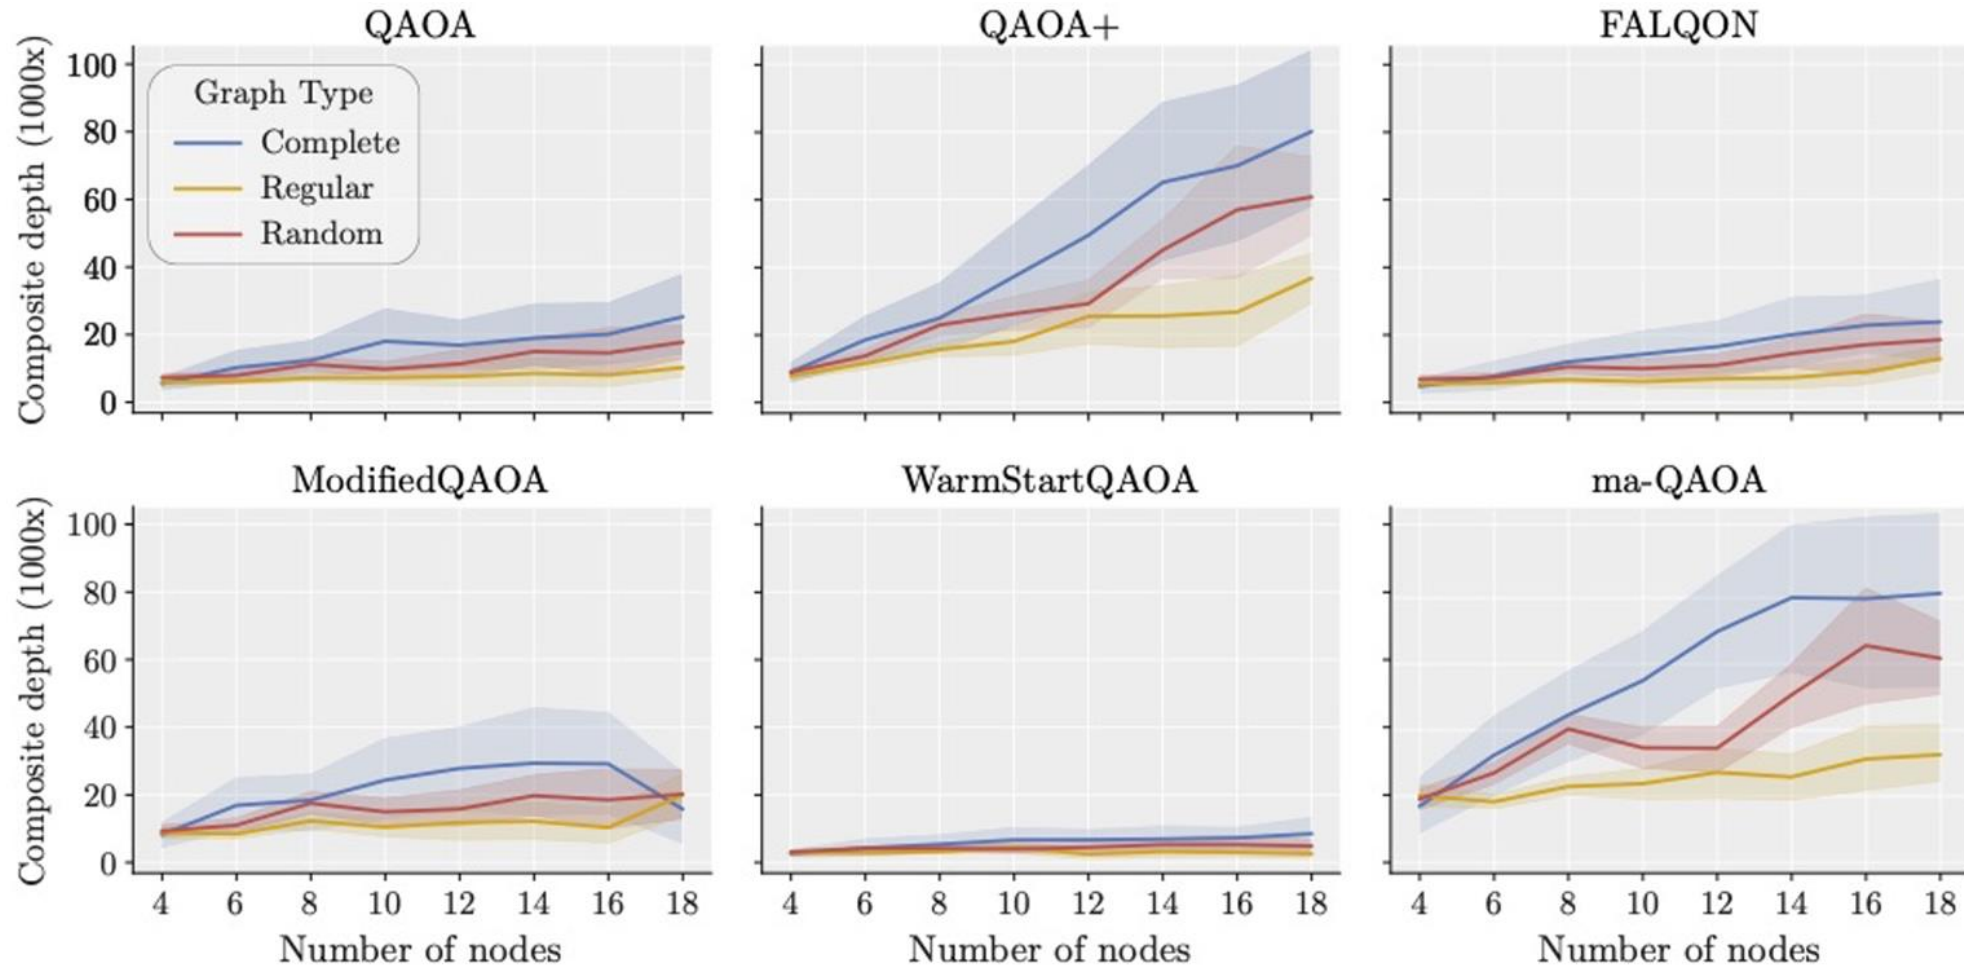 QAOA
QAOA+
FALQON
Composite depth (1000x)
100
80
60
40
20
0
Graph Type
Complete
Regular
Random
ModifiedQAOA
WarmStartQAOA
ma-QAOA
Composite depth (1000x)
100
80
60
40
20
0
4 6 8 10 12 14 16 18
4 6 8 10 12 14 16 18
4 6 8 10 12 14 16 18
Number of nodes
Number of nodes
Number of nodes